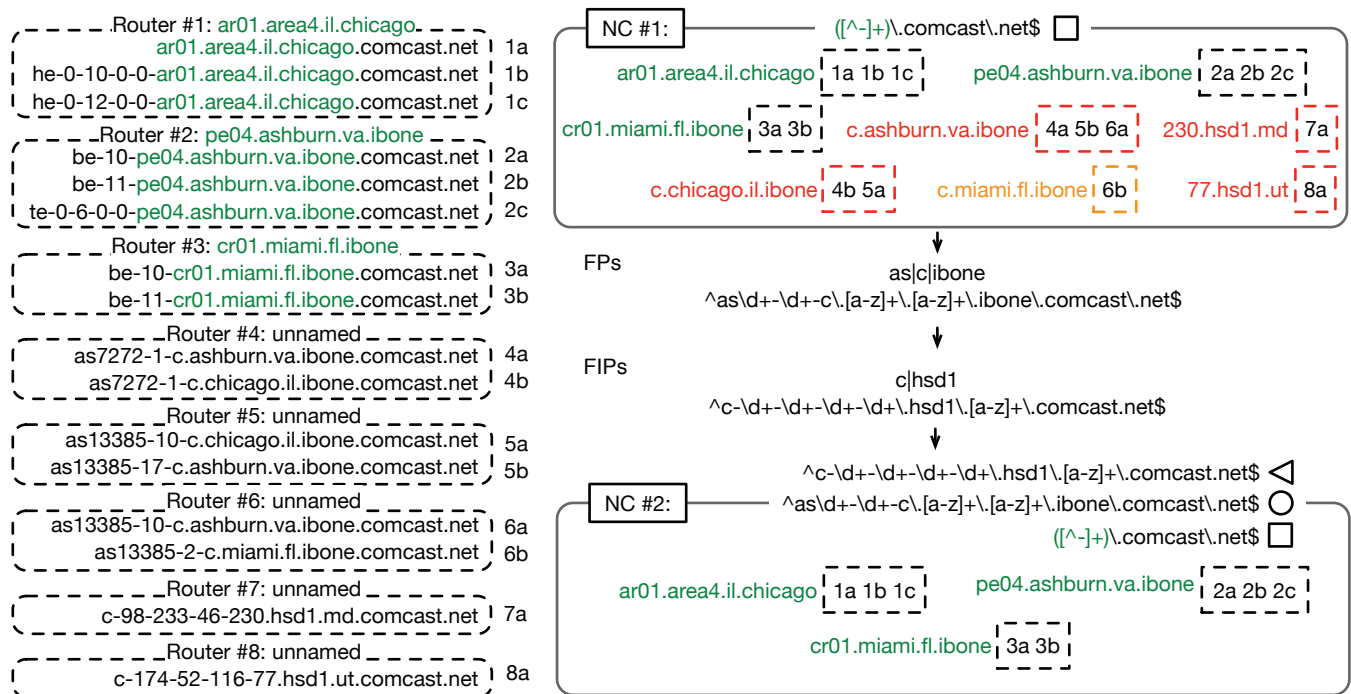 Router #1: ar01.area4.il.chicago
ar01.area4.il.chicago.comcast.net 1a
he-0-10-0-0-ar01.area4.il.chicago.comcast.net 1b
he-0-12-0-0-ar01.area4.il.chicago.comcast.net 1c
Router #2: pe04.ashburn.va.ibone
be-10-pe04.ashburn.va.ibone.comcast.net 2a
be-11-pe04.ashburn.va.ibone.comcast.net 2b
te-0-6-0-0-pe04.ashburn.va.ibone.comcast.net 2c
Router #3: cr01.miami.fl.ibone
be-10-cr01.miami.fl.ibone.comcast.net 3a
be-11-cr01.miami.fl.ibone.comcast.net 3b
Router #4: unnamed
as7272-1-c.ashburn.va.ibone.comcast.net 4a
as7272-1-c.chicago.il.ibone.comcast.net 4b
Router #5: unnamed
as13385-10-c.chicago.il.ibone.comcast.net 5a
as13385-17-c.ashburn.va.ibone.comcast.net 5b
Router #6: unnamed
as13385-10-c.ashburn.va.ibone.comcast.net 6a
as13385-2-c.miami.fl.ibone.comcast.net 6b
Router #7: unnamed
c-98-233-46-230.hsd1.md.comcast.net 7a
Router #8: unnamed
c-174-52-116-77.hsd1.ut.comcast.net 8a
NC #1: ([^-]+)\.comcast\.net$
ar01.area4.il.chicago 1a 1b 1c pe04.ashburn.va.ibone 2a 2b 2c
cr01.miami.fl.ibone 3a 3b c.ashburn.va.ibone 4a 5b 6a 230.hsd1.md 7a
c.chicago.il.ibone 4b 5a c.miami.fl.ibone 6b 77.hsd1.ut 8a
FPs
as|c|ibone
^as\d+-\d+-c\.[a-z]+\.[a-z]+\.ibone\.comcast\.net$
FIPs
c|hsd1
^c-\d+-\d+-\d+-\d+\.hsd1\.[a-z]+\.comcast.net$
^c-\d+-\d+-\d+-\d+\.hsd1\.[a-z]+\.comcast.net$
NC #2: ^as\d+-\d+-c\.[a-z]+\.[a-z]+\.ibone\.comcast\.net$
([^-]+)\.comcast\.net$
ar01.area4.il.chicago 1a 1b 1c pe04.ashburn.va.ibone 2a 2b 2c
cr01.miami.fl.ibone 3a 3b